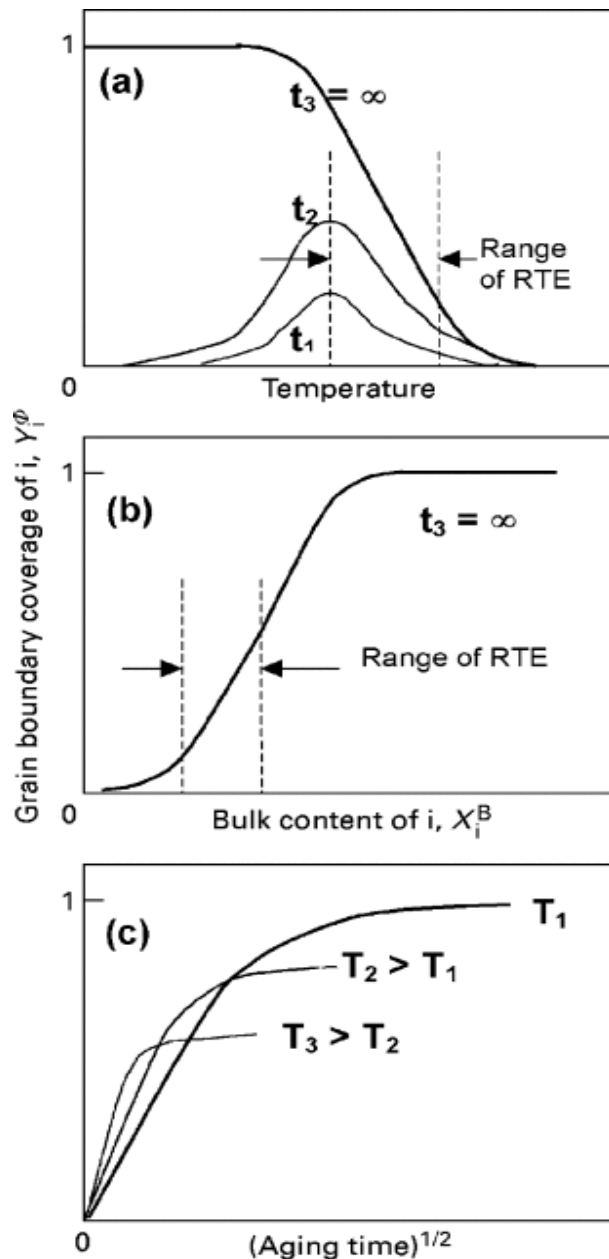 1
(a)
t₃ = ∞
t₂
Range
of RTE
t₁
0
Temperature
Grain boundary coverage of i, Yᵢ^Φ
1
(b)
t₃ = ∞
Range of RTE
0
Bulk content of i, Xᵢᴮ
1
(c)
T₁
T₂ > T₁
T₃ > T₂
0
(Aging time)^1/2